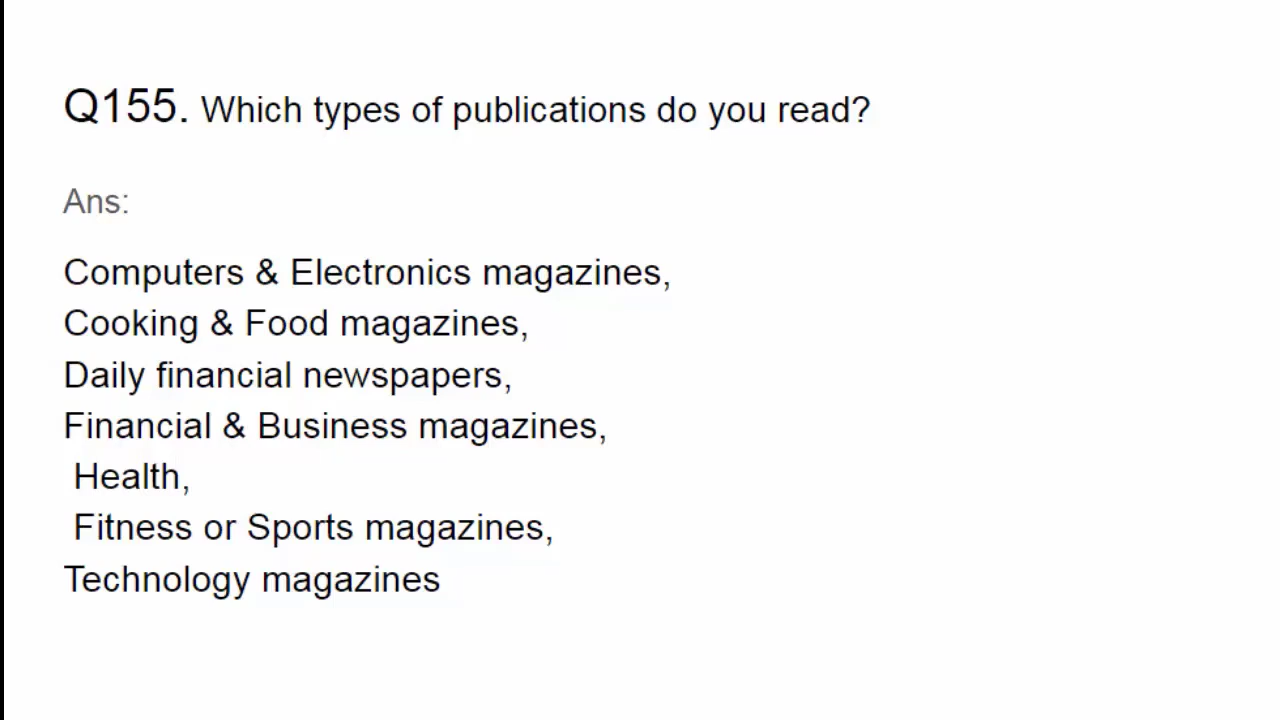 Q155. Which types of publications do you read?
Ans:
Computers & Electronics magazines,
Cooking & Food magazines,
Daily financial newspapers,
Financial & Business magazines,
Health,
Fitness or Sports magazines,
Technology magazines